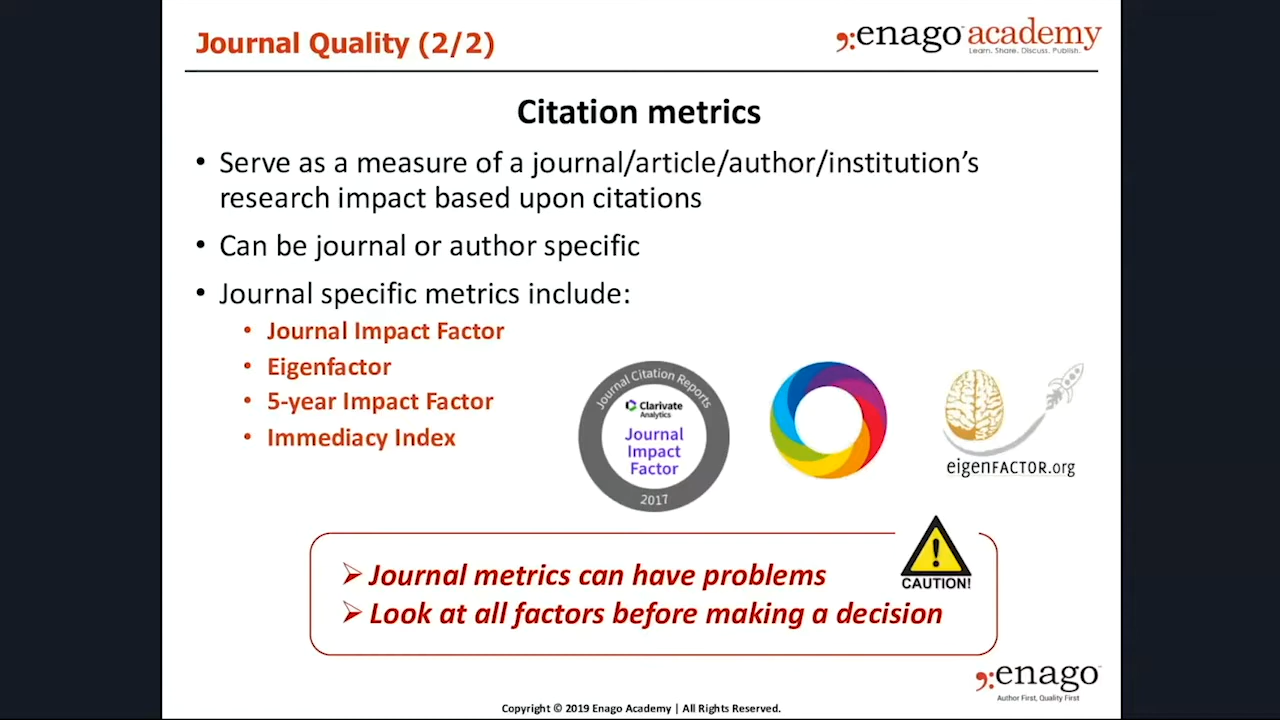 Journal Quality (2/2)
enago academy
Learn. Share. Discuss. Publish.
Citation metrics
• Serve as a measure of a journal/article/author/institution’s
research impact based upon citations
• Can be journal or author specific
• Journal specific metrics include:
• Journal Impact Factor
• Eigenfactor
• 5-year Impact Factor
• Immediacy Index
Journal Citation Reports
Clarivate
Analytics
Journal
Impact
Factor
2017
eigenFACTOR.org
CAUTION!
➢ Journal metrics can have problems
➢ Look at all factors before making a decision
enago
Author First, Quality First
Copyright © 2019 Enago Academy | All Rights Reserved.